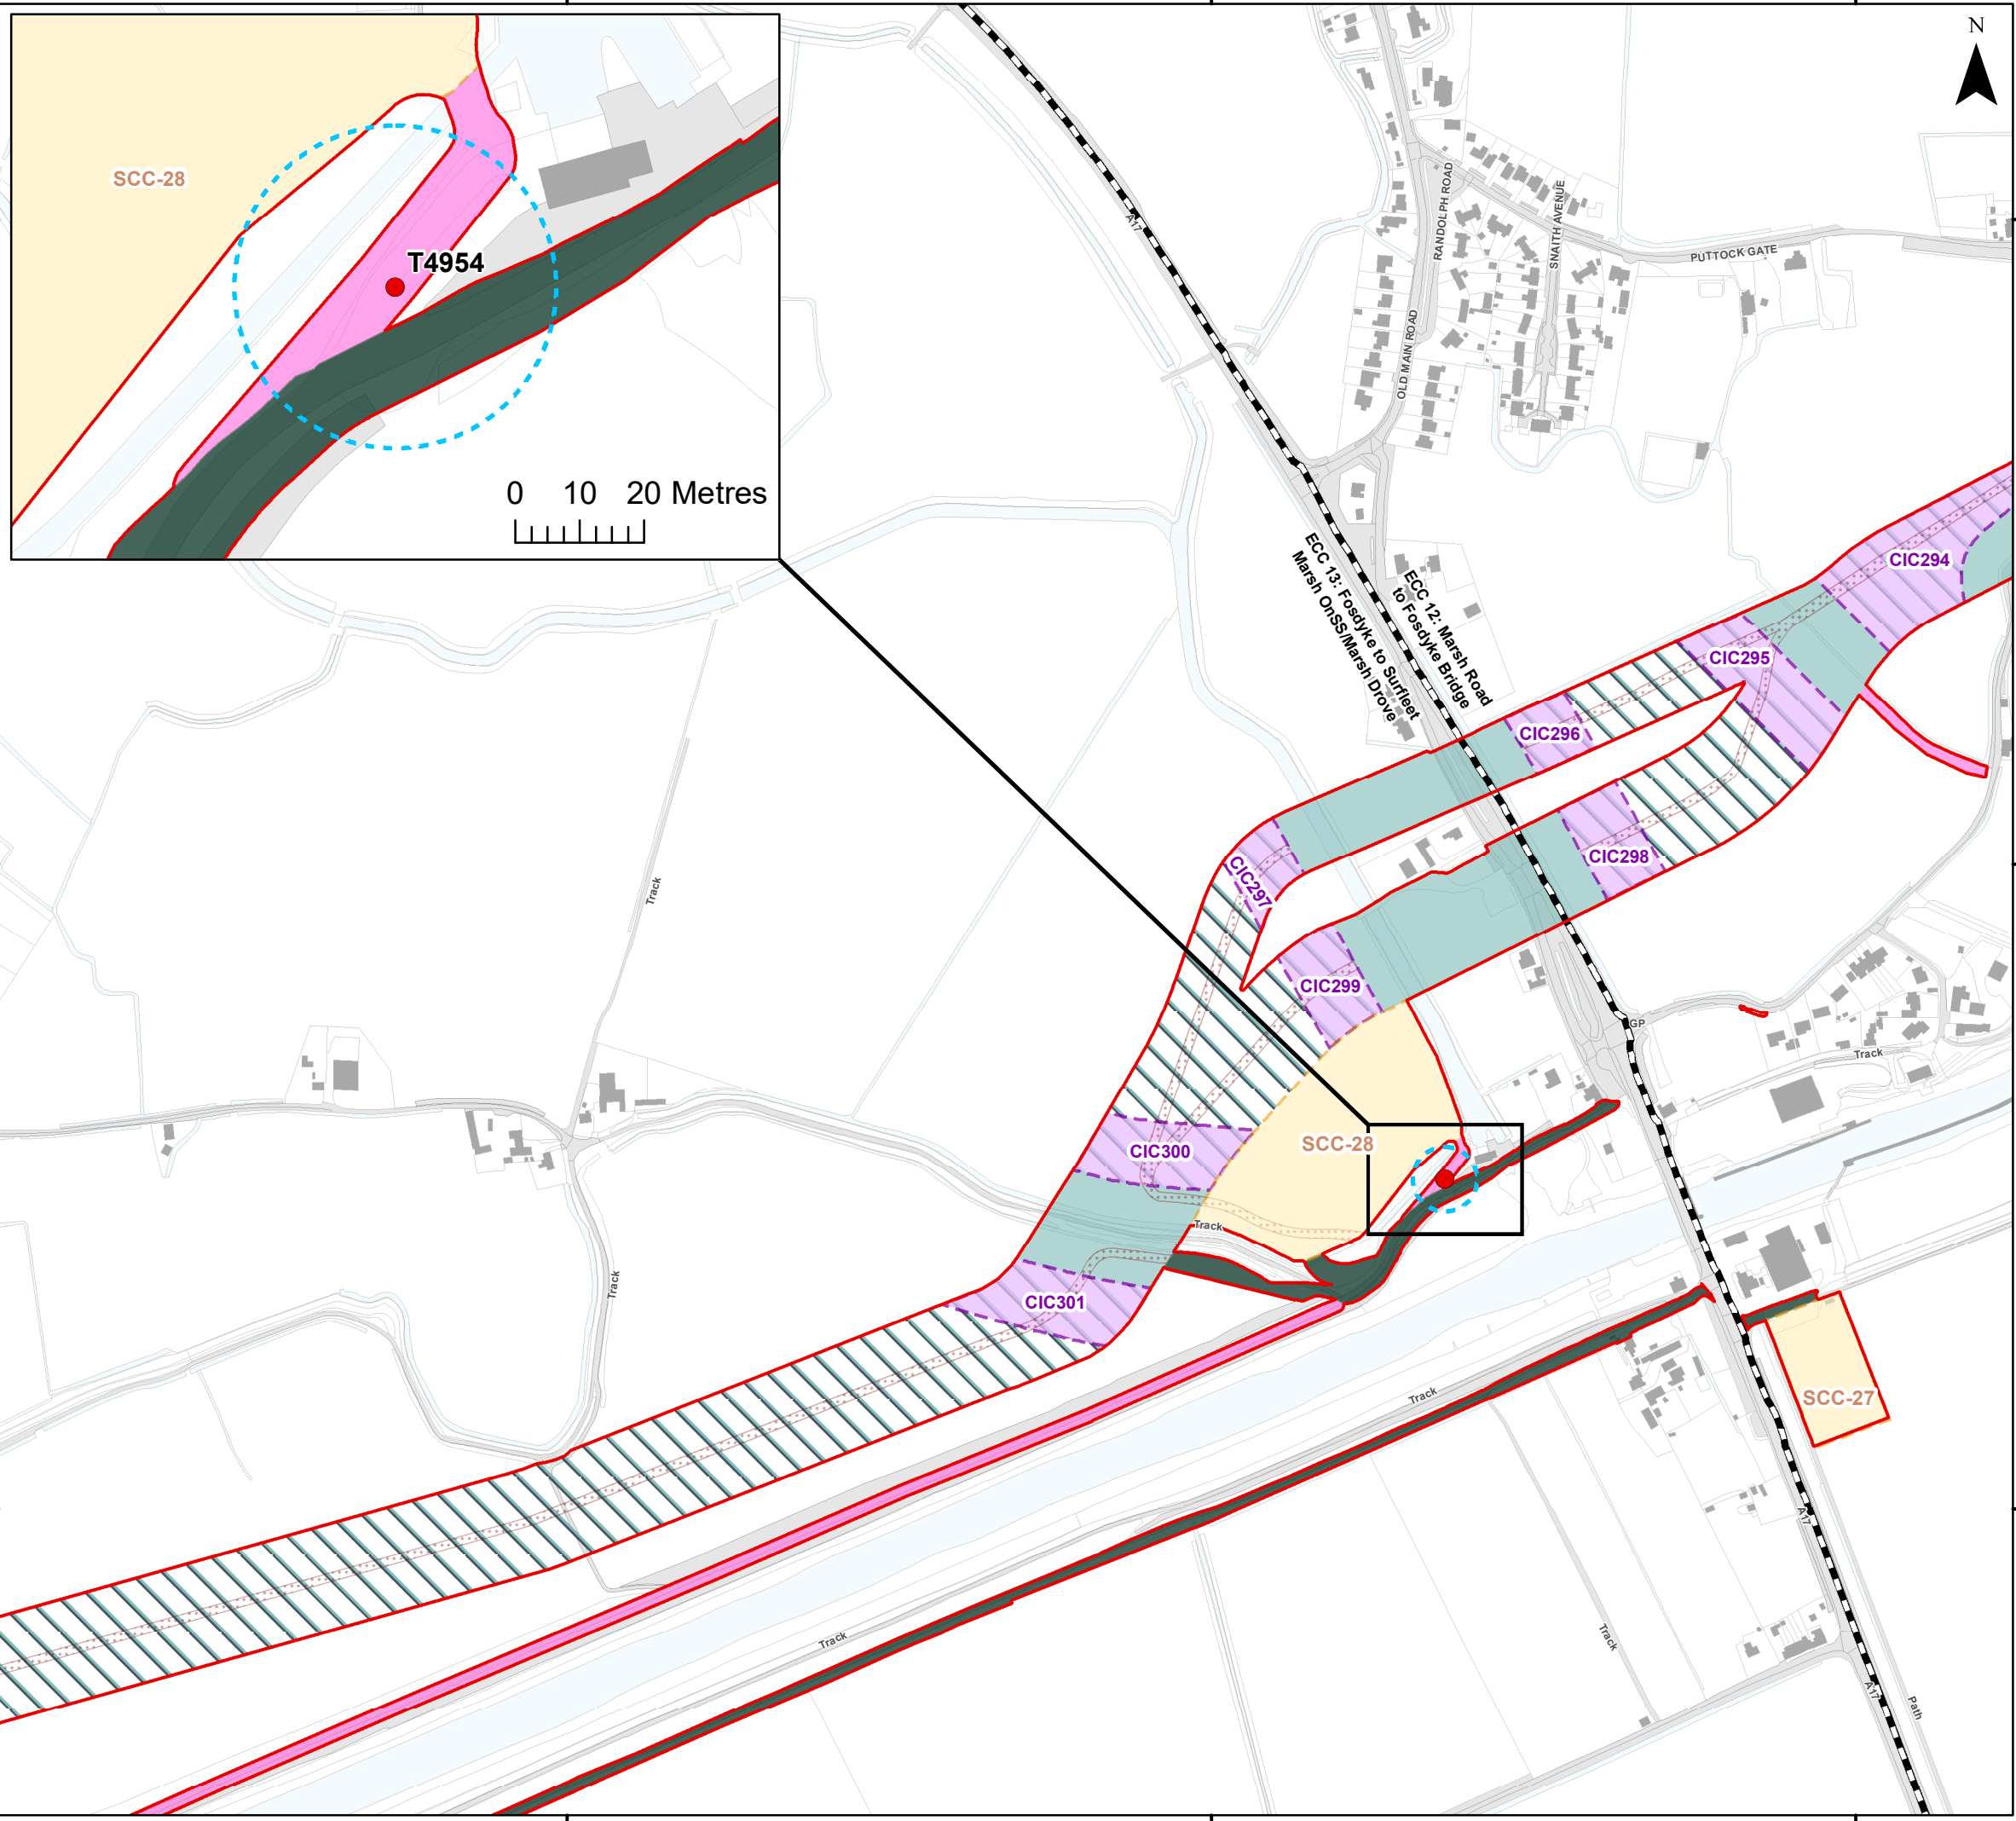 N
SCC-28
T4954
0 10 20 Metres
A17
RANDOLPH ROAD
SNAITH AVENUE
PUTTOCK GATE
OLD MAIN ROAD
ECC 13: Fosdyke to Surfleet
Marsh OnSS/Marsh Drove
ECC 12: Marsh Road
to Fosdyke Bridge
CIC294
CIC295
CIC296
CIC297
CIC298
CIC299
Track
GP
Track
SCC-28
CIC300
Track
Track
CIC301
Track
SCC-27
A17
Track
Track
A17
Path